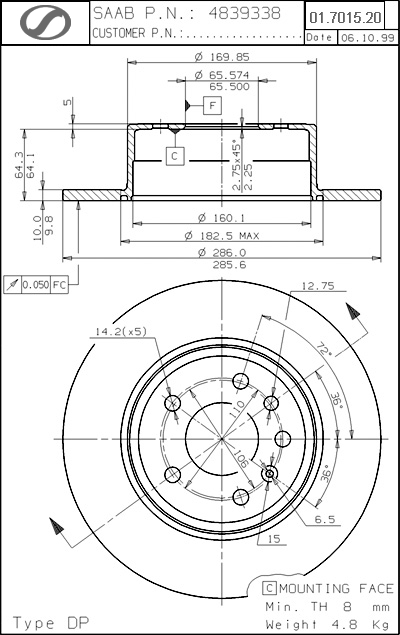 SAAB P.N.: 4839338
CUSTOMER P.N.:....................
01.7015.20
Date 06.10.99
Ø 169.85
Ø 65.574
65.500
F
5
C
2.75x45°
2.25
64.3
64.1
10.0
9.8
Ø 160.1
Ø 182.5 MAX
Ø 286.0
285.6
0.050 FC
12.75
14.2(x5)
72°
36°
110
106
36°
6.5
15
C MOUNTING FACE
Min. TH 8 mm
Weight 4.8 Kg
Type DP